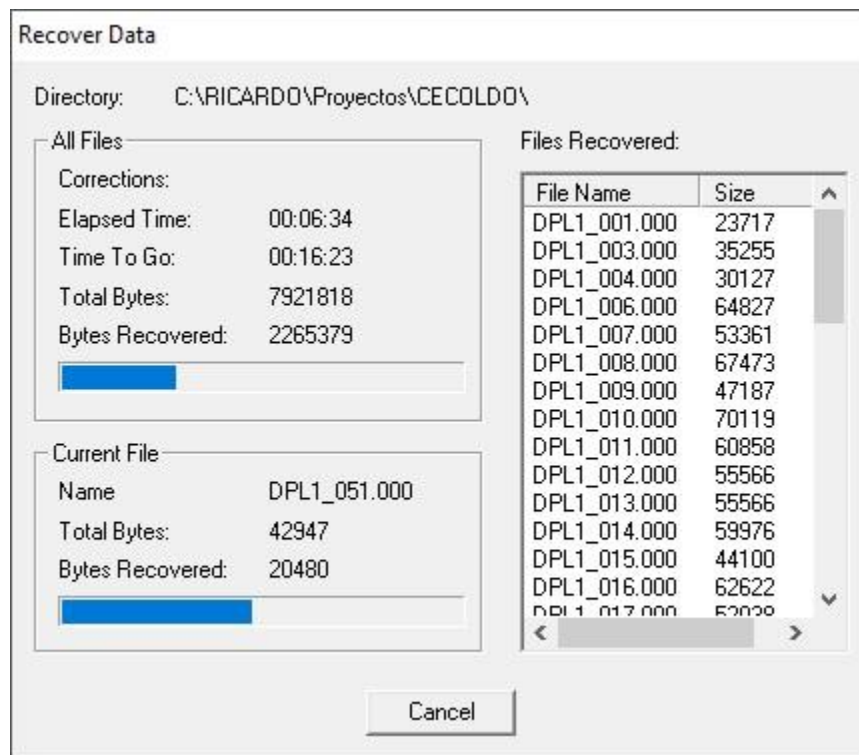 Recover Data
Directory: C:\RICARDO\Proyectos\CECOLDO\
All Files
Corrections:
Elapsed Time: 00:06:34
Time To Go: 00:16:23
Total Bytes: 7921818
Bytes Recovered: 2265379
Current File
Name DPL1_051.000
Total Bytes: 42947
Bytes Recovered: 20480
Files Recovered:
File Name Size
DPL1_001.000 23717
DPL1_003.000 35255
DPL1_004.000 30127
DPL1_006.000 64827
DPL1_007.000 53361
DPL1_008.000 67473
DPL1_009.000 47187
DPL1_010.000 70119
DPL1_011.000 60858
DPL1_012.000 55566
DPL1_013.000 55566
DPL1_014.000 59976
DPL1_015.000 44100
DPL1_016.000 62622
DPL1_017.000
Cancel